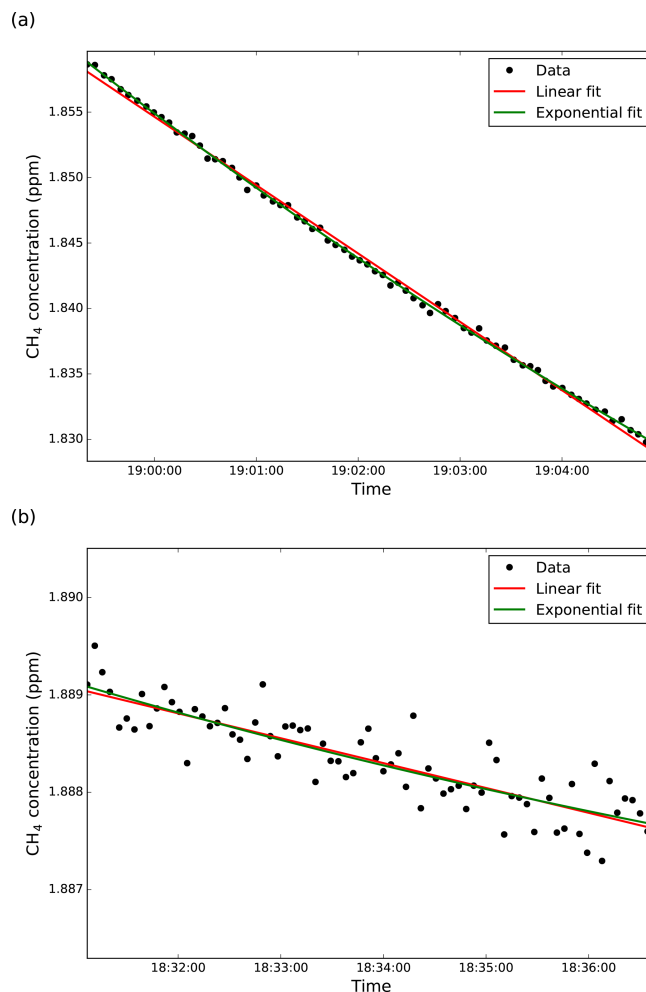 (a)
Data
Linear fit
Exponential fit
1.855
1.850
1.845
1.840
1.835
1.830
CH₄ concentration (ppm)
19:00:00 19:01:00 19:02:00 19:03:00 19:04:00
Time
(b)
Data
Linear fit
Exponential fit
1.890
1.889
1.888
1.887
CH₄ concentration (ppm)
18:32:00 18:33:00 18:34:00 18:35:00 18:36:00
Time